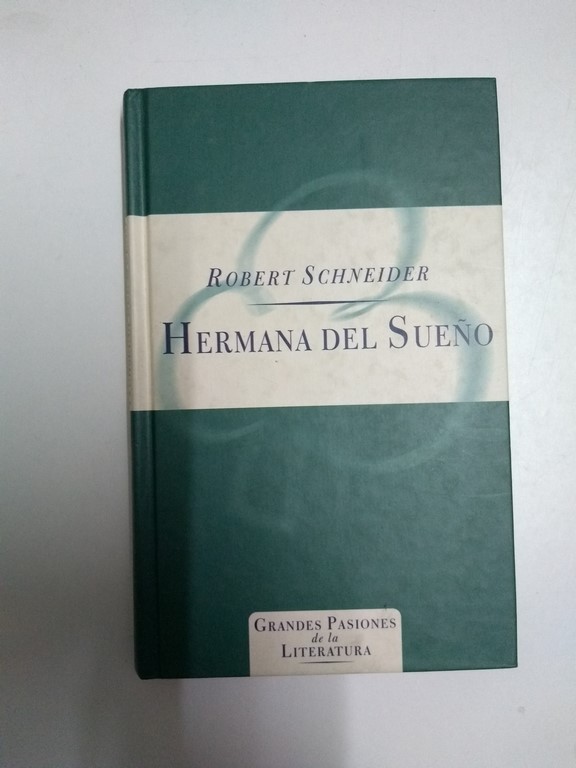 ROBERT SCHNEIDER
HERMANA DEL SUEÑO
GRANDES PASIONES
de la
LITERATURA